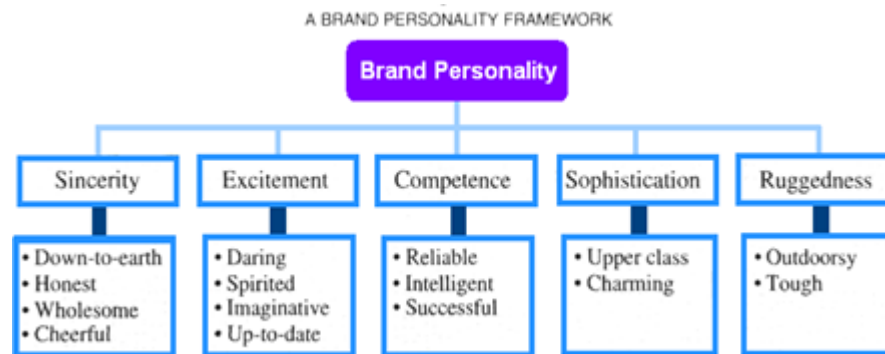 A BRAND PERSONALITY FRAMEWORK
Brand Personality
Sincerity
Excitement
Competence
Sophistication
Ruggedness
• Down-to-earth
• Honest
• Wholesome
• Cheerful
• Daring
• Spirited
• Imaginative
• Up-to-date
• Reliable
• Intelligent
• Successful
• Upper class
• Charming
• Outdoorsy
• Tough